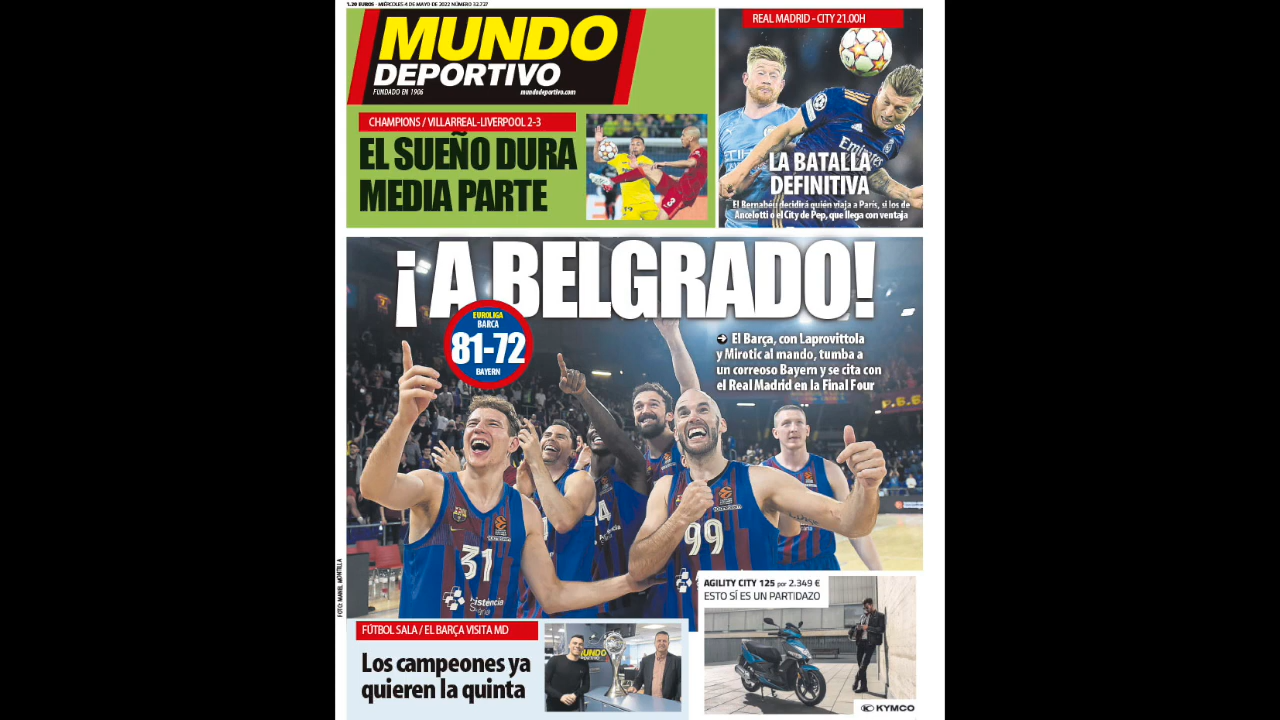 1,20 EUROS - MIÉRCOLES 4 DE MAYO DE 2022 NÚMERO 32.727
MUNDO
DEPORTIVO
FUNDADO EN 1906
mundodeportivo.com
CHAMPIONS / VILLARREAL-LIVERPOOL 2-3
EL SUEÑO DURA
MEDIA PARTE
REAL MADRID - CITY 21.00H
LA BATALLA
DEFINITIVA
El Bernabeu decidirá quién viaja a París, si los de
Ancelotti o el City de Pep, que llega con ventaja
¡A BELGRADO!
EUROLIGA
BARÇA
81-72
BAYERN
El Barça, con Laprovittola
y Mirotic al mando, tumba a
un correoso Bayern y se cita con
el Real Madrid en la Final Four
31
99
FOTO: MANEL MONTILLA
FÚTBOL SALA / EL BARÇA VISITA MD
Los campeones ya
quieren la quinta
MUNDO
AGILITY CITY 125 por 2.349 €
ESTO SÍ ES UN PARTIDAZO
KYMCO